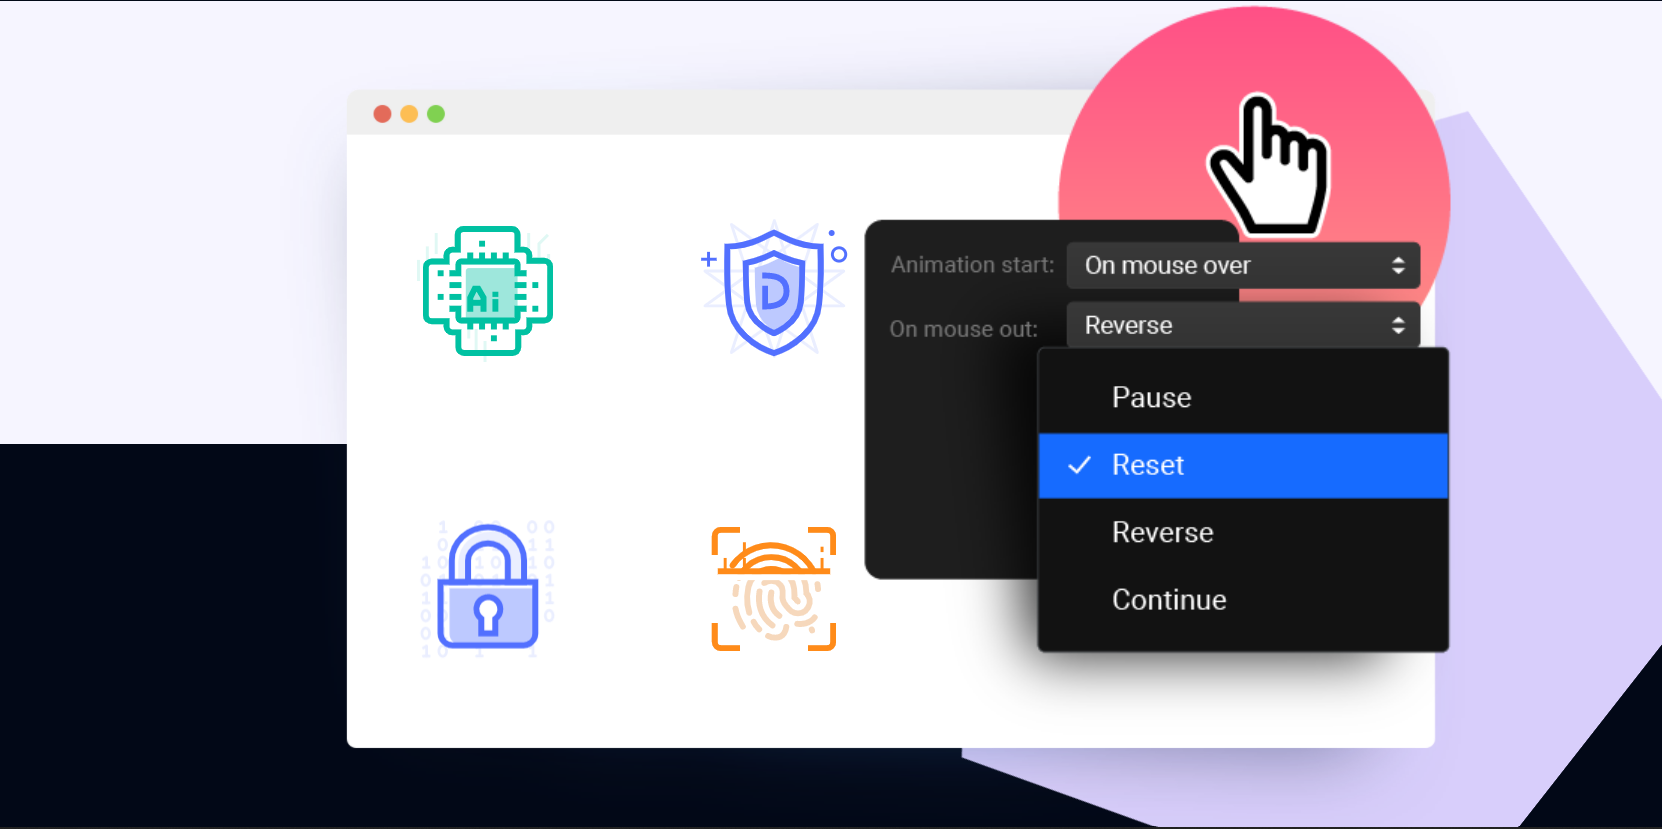 Ai
D
Animation start:
On mouse over
On mouse out:
Reverse
Pause
Reset
Reverse
Continue